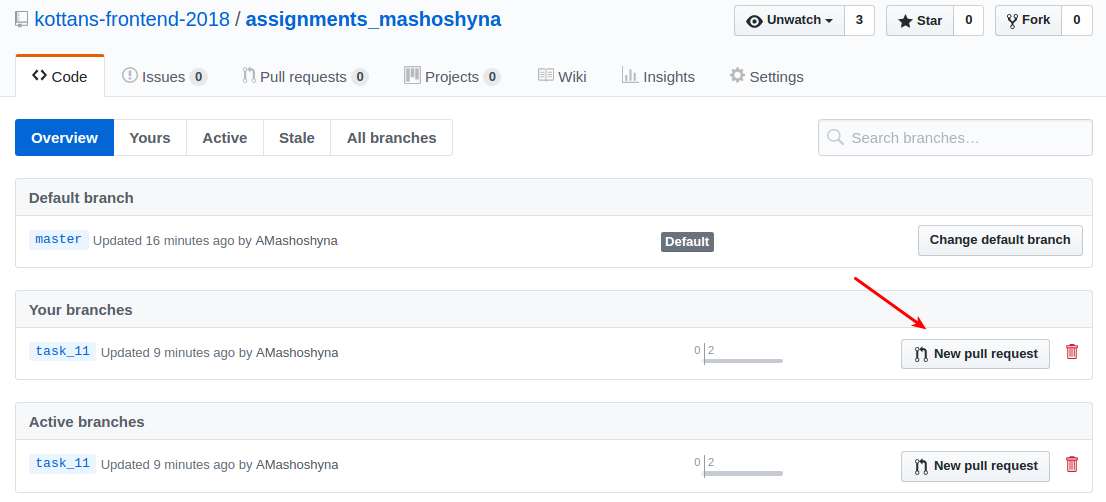 kottans-frontend-2018 / assignments_mashoshyna Unwatch 3 Star 0 Fork 0
Code Issues 0 Pull requests 0 Projects 0 Wiki Insights Settings
Overview Yours Active Stale All branches Search branches…
Default branch
master Updated 16 minutes ago by AMashoshyna Default Change default branch
Your branches
task_11 Updated 9 minutes ago by AMashoshyna 0 2 New pull request
Active branches
task_11 Updated 9 minutes ago by AMashoshyna 0 2 New pull request